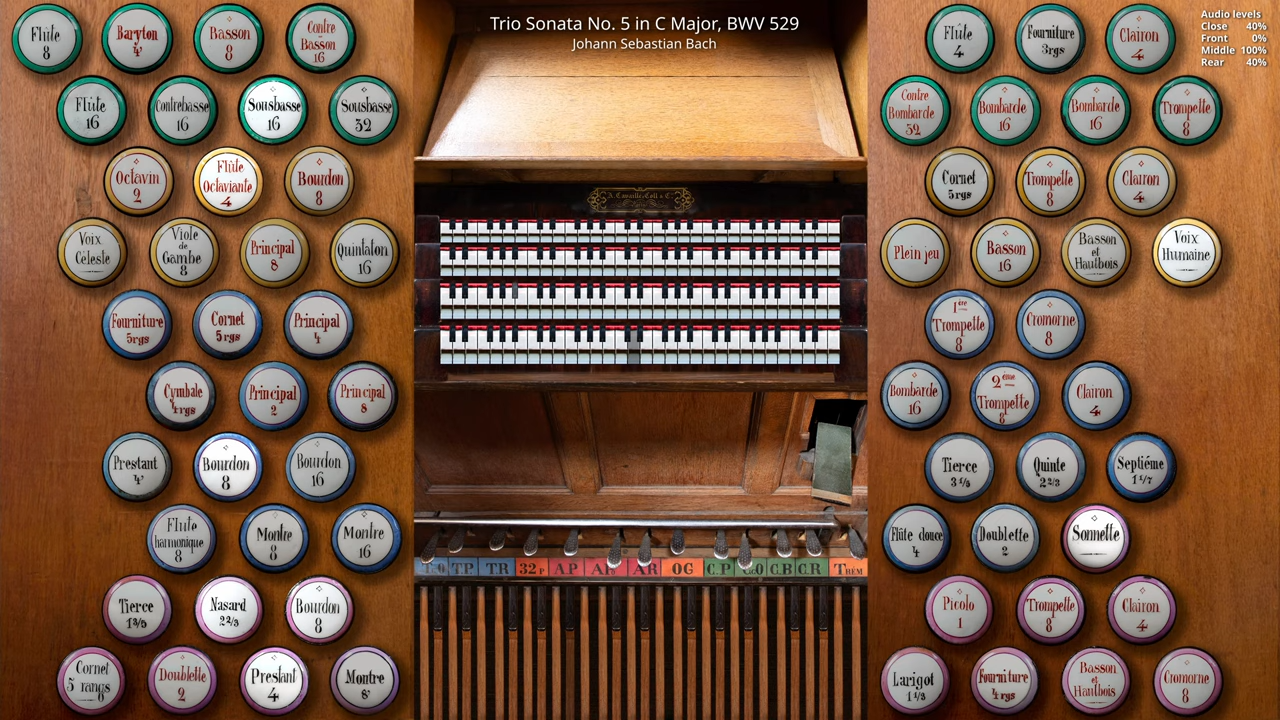 Trio Sonata No. 5 in C Major, BWV 529
Johann Sebastian Bach
Audio levels
Close 40%
Front 0%
Middle 100%
Rear 40%
Flûte 8
Baryton 4'
Basson 8
Contre Basson 16
Flûte 16
Contrebasse 16
Sousbasse 16
Sousbasse 32
Octavin 2
Flûte Octaviante 4
Bourdon 8
Voix Céleste
Viole de Gambe 8
Principal 8
Quintaton 16
Fourniture 5rgs
Cornet 5rgs
Principal 4
Cymbale 4rgs
Principal 2
Principal 8
Prestant 4'
Bourdon 8
Bourdon 16
Flute harmonique 8
Montre 8
Montre 16
Tierce 1 3/5
Nasard 2 2/3
Bourdon 8
Cornet 5 rangs
Doublette 2
Prestant 4
Montre 8'
A. Cavaillé-Coll & C.
TP
TR
32 P
AP
AR
OG
C.P
C.B
C.R
TREM
Flûte 4
Fourniture 3rgs
Clairon 4
Contre Bombarde 32
Bombarde 16
Bombarde 16
Trompette 8
Cornet 5rgs
Trompette 8
Clairon 4
Plein jeu
Basson 16
Basson et Hautbois
Voix Humaine
1ère Trompette 8
Cromorne 8
Bombarde 16
2ème Trompette 8
Clairon 4
Tierce 3 1/5
Quinte 2 2/3
Septiéme 1 1/7
Flûte douce 4
Doublette 2
Sonnette
Picolo 1
Trompette 8
Clairon 4
Larigot 1 1/3
Fourniture 4 rgs
Basson et Hautbois
Cromorne 8